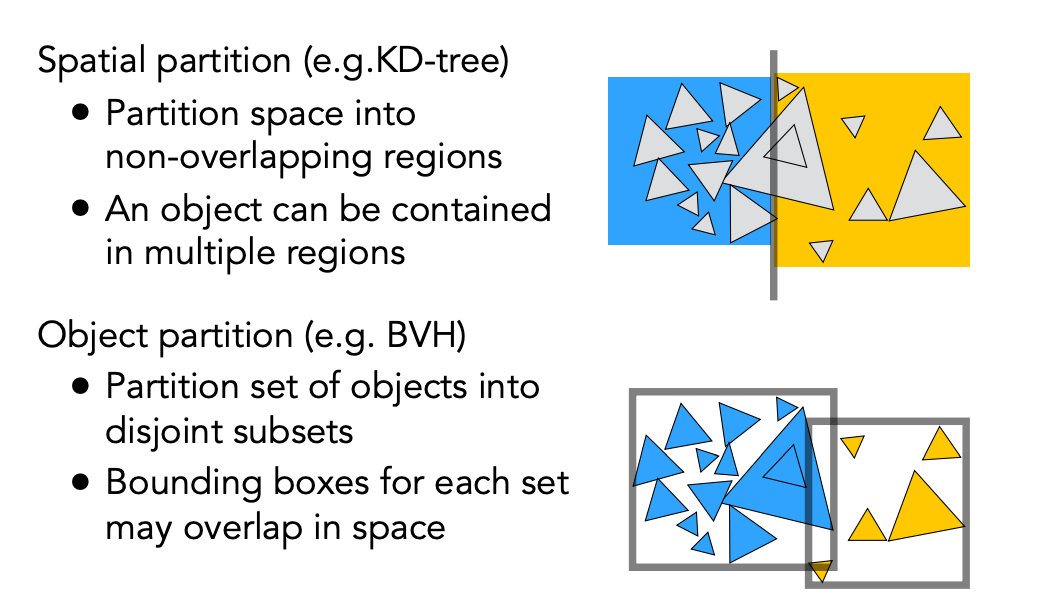 Spatial partition (e.g.KD-tree)
● Partition space into
non-overlapping regions
● An object can be contained
in multiple regions
Object partition (e.g. BVH)
● Partition set of objects into
disjoint subsets
● Bounding boxes for each set
may overlap in space